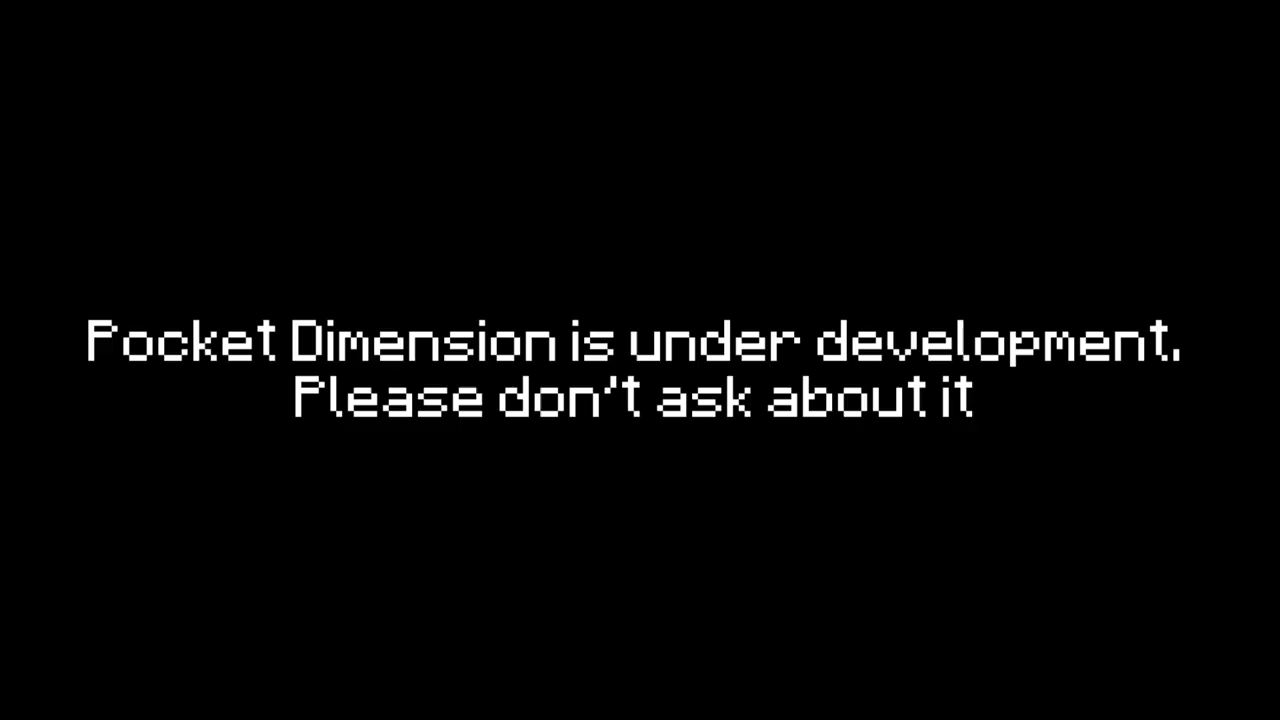 Pocket Dimension is under development.
Please don't ask about it